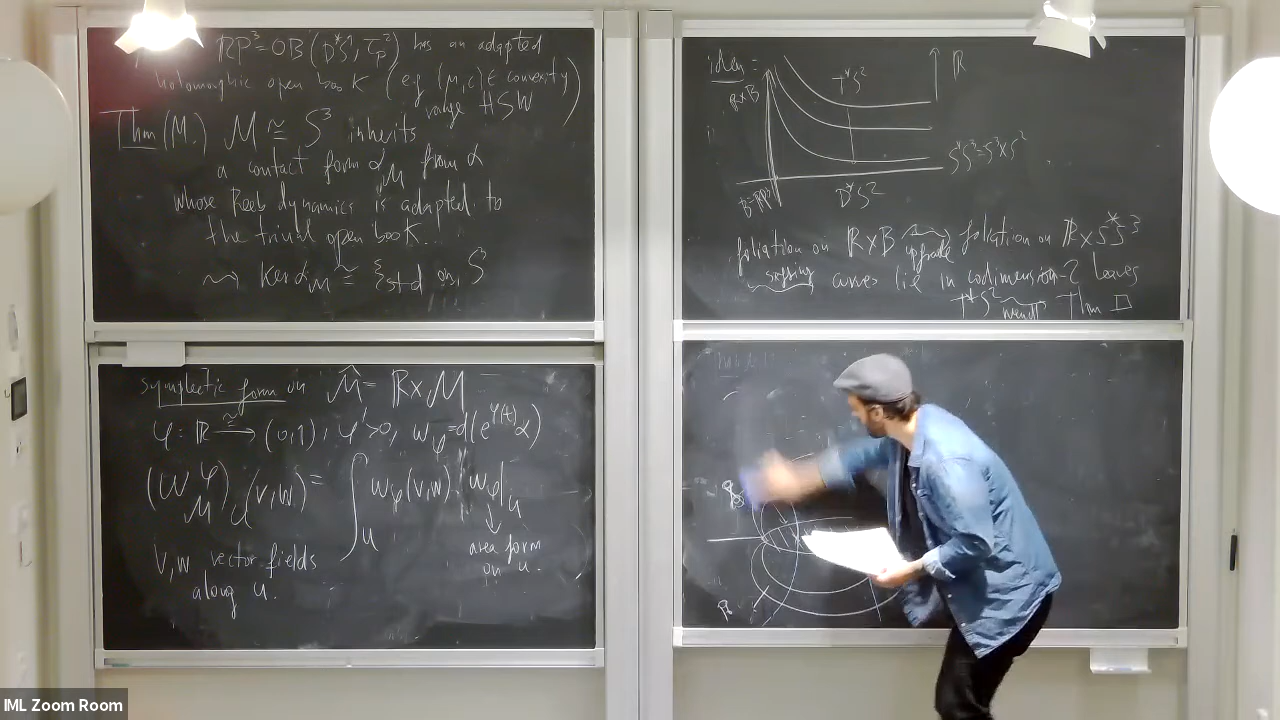 RP³=OB(D*S¹, τ_P²) has an adapted
holomorphic open book (e.g. (μ,c) ∈ convexity
range HSW)
Thm (M.) M ≅ S³ inherits
a contact form α_M from α
whose Reeb dynamics is adapted to
the trivial open book.
⇝ ker α_M ≅ ξ_std on S³
symplectic form on M̂ = R×M
φ: R →≅ (0,1), φ'>0, ω_φ=d(e^φ(t) α)
(ω_M^φ)_u(v,w) = ∫_u ω_φ(v,w) ω_φ|_u
area form
on u.
v,w vector fields
along u.
idea:
R×B
T*S²
R
S*S³=S³×S²
B=RP³
D*S²
foliation on R×B upgrade foliation on R×S*S³
curves lie in codimension-2 leaves
T*S² Wendl Thm □
IML Zoom Room